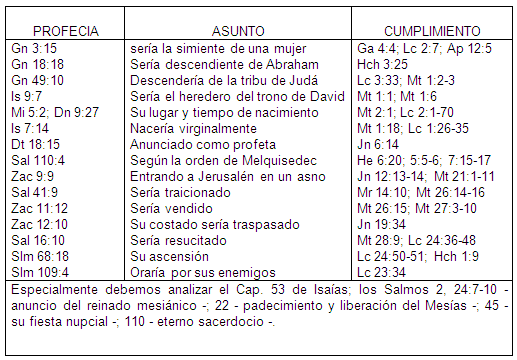 PROFECIA ASUNTO CUMPLIMIENTO
Gn 3:15 sería la simiente de una mujer Ga 4:4; Lc 2:7; Ap 12:5
Gn 18:18 Sería descendiente de Abraham Hch 3:25
Gn 49:10 Descendería de la tribu de Judá Lc 3:33; Mt 1:2-3
Is 9:7 Sería el heredero del trono de David Mt 1:1; Mt 1:6
Mi 5:2; Dn 9:27 Su lugar y tiempo de nacimiento Mt 2:1; Lc 2:1-70
Is 7:14 Nacería virginalmente Mt 1:18; Lc 1:26-35
Dt 18:15 Anunciado como profeta Jn 6:14
Sal 110:4 Según la orden de Melquisedec He 6:20; 5:5-6; 7:15-17
Zac 9:9 Entrando a Jerusalén en un asno Jn 12:13-14; Mt 21:1-11
Sal 41:9 Sería traicionado Mr 14:10; Mt 26:14-16
Zac 11:12 Sería vendido Mt 26:15; Mt 27:3-10
Zac 12:10 Su costado sería traspasado Jn 19:34
Sal 16:10 Sería resucitado Mt 28:9; Lc 24:36-48
Slm 68:18 Su ascensión Lc 24:50-51; Hch 1:9
Slm 109:4 Oraría por sus enemigos Lc 23:34
Especialmente debemos analizar el Cap. 53 de Isaías; los Salmos 2, 24:7-10 -
anuncio del reinado mesiánico -; 22 - padecimiento y liberación del Mesías -; 45 -
su fiesta nupcial -; 110 - eterno sacerdocio -.